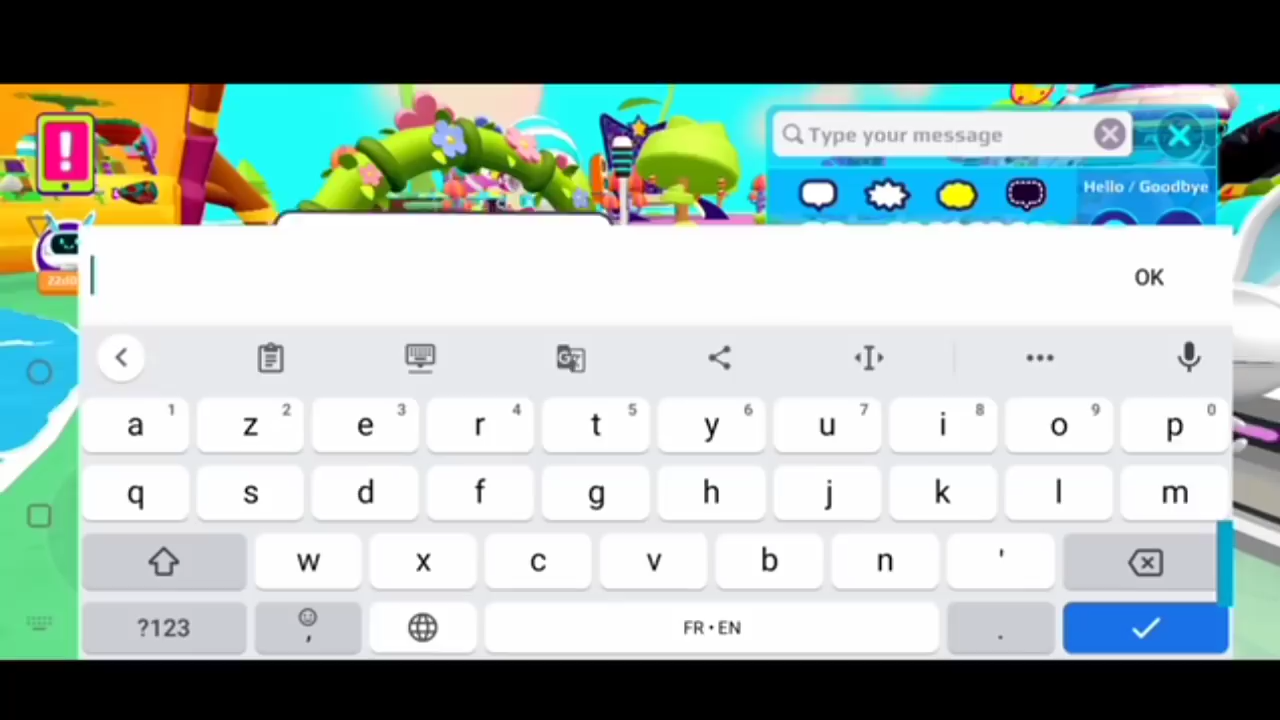 !
Type your message
Hello / Goodbye
OK
a 1 z 2 e 3 r 4 t 5 y 6 u 7 i 8 o 9 p 0
q s d f g h j k l m
w x c v b n '
?123 , FR • EN .